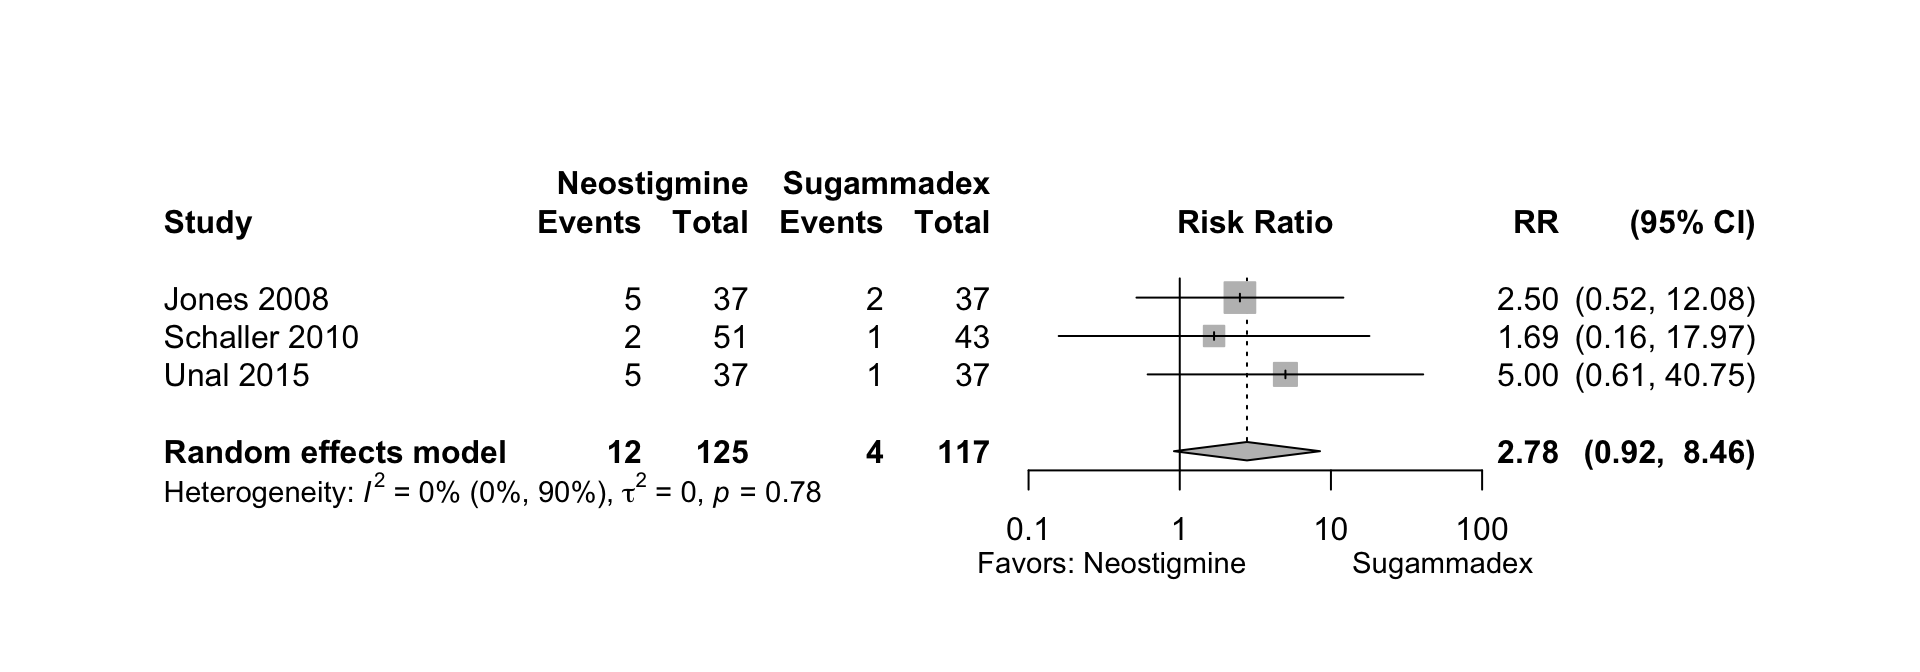 Neostigmine Sugammadex
Study Events Total Events Total Risk Ratio RR (95% CI)
Jones 2008 5 37 2 37 2.50 (0.52, 12.08)
Schaller 2010 2 51 1 43 1.69 (0.16, 17.97)
Unal 2015 5 37 1 37 5.00 (0.61, 40.75)
Random effects model 12 125 4 117 2.78 (0.92, 8.46)
Heterogeneity: I² = 0% (0%, 90%), τ² = 0, p = 0.78
0.1 1 10 100
Favors: Neostigmine Sugammadex